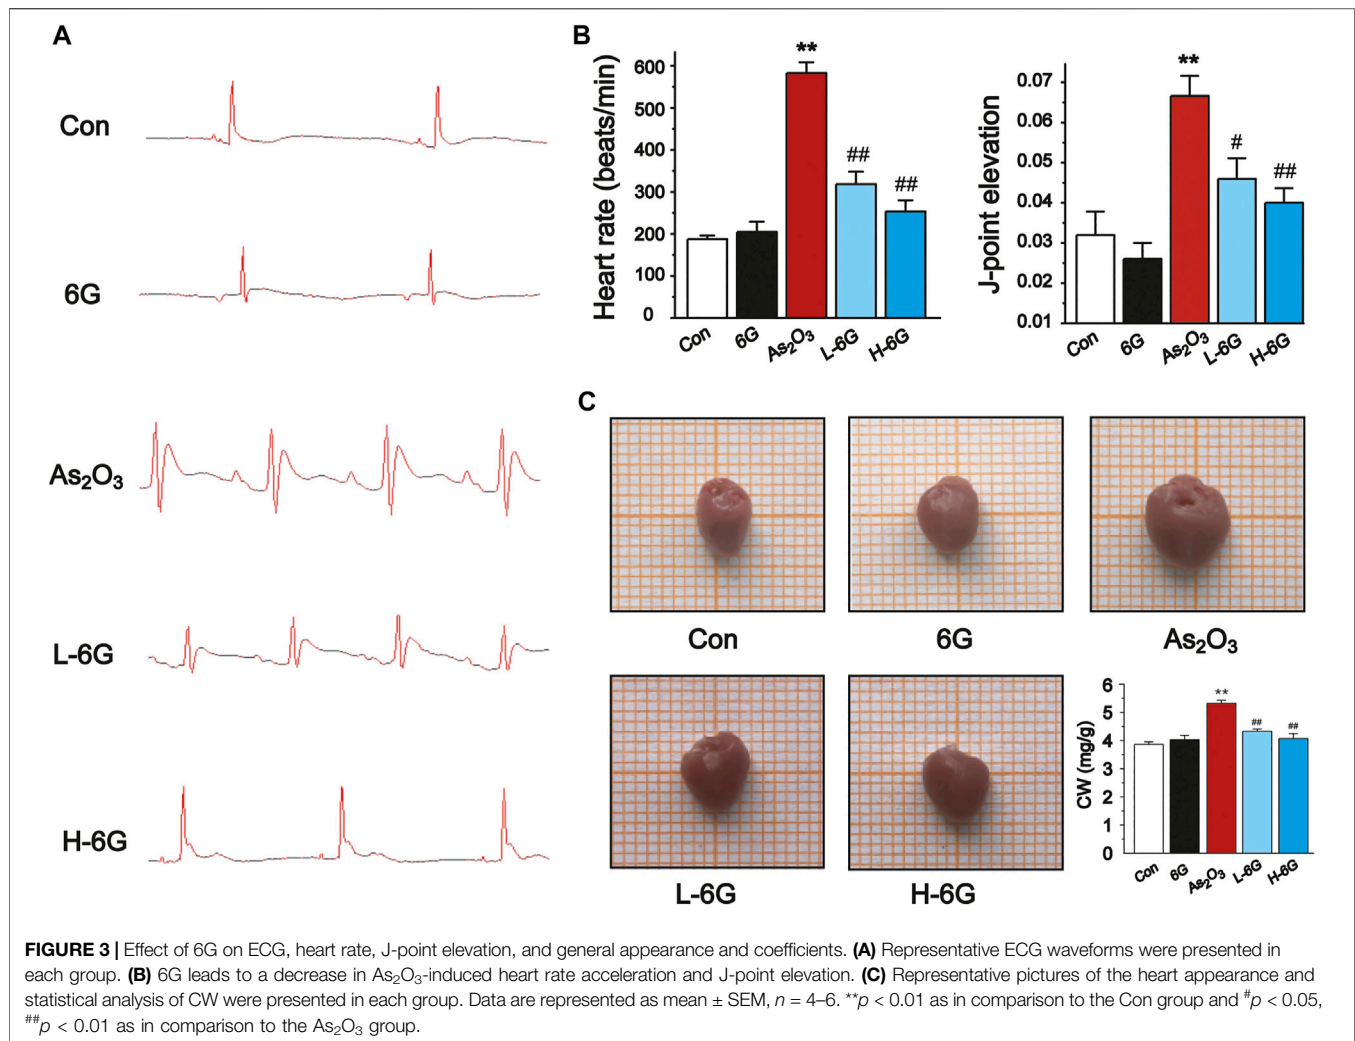 A
Con
6G
As₂O₃
L-6G
H-6G
B
Heart rate (beats/min)
600
500
400
300
200
100
0
**
##
##
Con
6G
As₂O₃
L-6G
H-6G
J-point elevation
0.07
0.06
0.05
0.04
0.03
0.02
0.01
**
#
##
Con
6G
As₂O₃
L-6G
H-6G
C
Con
6G
As₂O₃
L-6G
H-6G
CW (mg/g)
6
5
4
3
2
1
0
**
##
##
Con
6G
As₂O₃
L-6G
H-6G
FIGURE 3 | Effect of 6G on ECG, heart rate, J-point elevation, and general appearance and coefficients. (A) Representative ECG waveforms were presented in
each group. (B) 6G leads to a decrease in As₂O₃-induced heart rate acceleration and J-point elevation. (C) Representative pictures of the heart appearance and
statistical analysis of CW were presented in each group. Data are represented as mean ± SEM, n = 4–6. **p < 0.01 as in comparison to the Con group and #p < 0.05,
##p < 0.01 as in comparison to the As₂O₃ group.